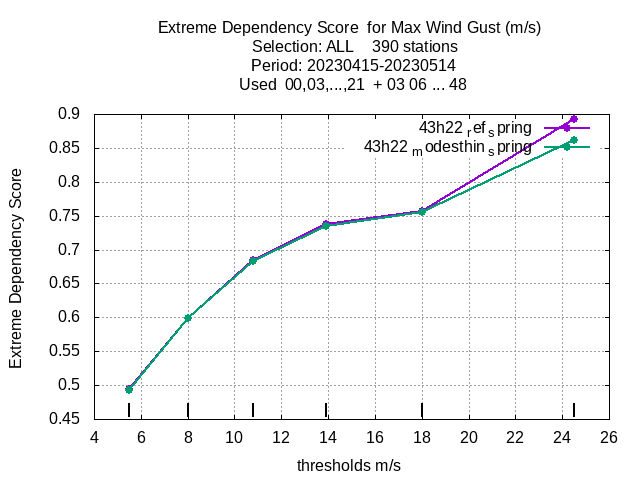 Extreme Dependency Score for Max Wind Gust (m/s)
Selection: ALL 390 stations
Period: 20230415-20230514
Used 00,03,...,21 + 03 06 ... 48
43h22 ref spring
43h22 modesthin spring
Extreme Dependency Score
0.9
0.85
0.8
0.75
0.7
0.65
0.6
0.55
0.5
0.45
4 6 8 10 12 14 16 18 20 22 24 26
thresholds m/s